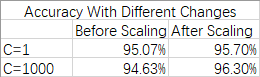 Accuracy With Different Changes
Before Scaling After Scaling
C=1 95.07% 95.70%
C=1000 94.63% 96.30%